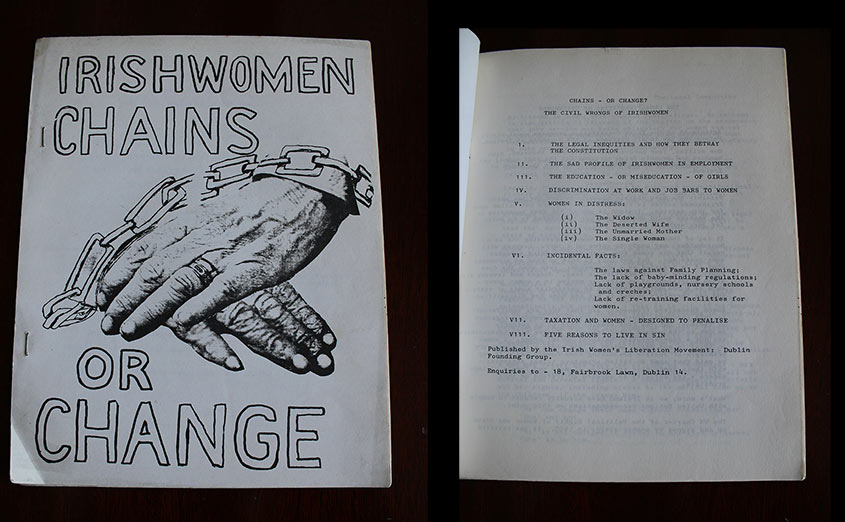 IRISHWOMEN
CHAINS
OR
CHANGE
CHAINS - OR CHANGE?
THE CIVIL WRONGS OF IRISHWOMEN
I. THE LEGAL INEQUITIES AND HOW THEY BETRAY
THE CONSTITUTION
II. THE SAD PROFILE OF IRISHWOMEN IN EMPLOYMENT
III. THE EDUCATION - OR MISEDUCATION - OF GIRLS
IV. DISCRIMINATION AT WORK AND JOB BARS TO WOMEN
V. WOMEN IN DISTRESS:
(i) The Widow
(ii) The Deserted Wife
(iii) The Unmarried Mother
(iv) The Single Woman
VI. INCIDENTAL FACTS:
The laws against Family Planning;
The lack of baby-minding regulations;
Lack of playgrounds, nursery schools
and creches;
Lack of re-training facilities for
women.
VII. TAXATION AND WOMEN - DESIGNED TO PENALISE
VIII. FIVE REASONS TO LIVE IN SIN
Published by the Irish Women's Liberation Movement: Dublin
Founding Group.
Enquiries to - 18, Fairbrook Lawn, Dublin 14.